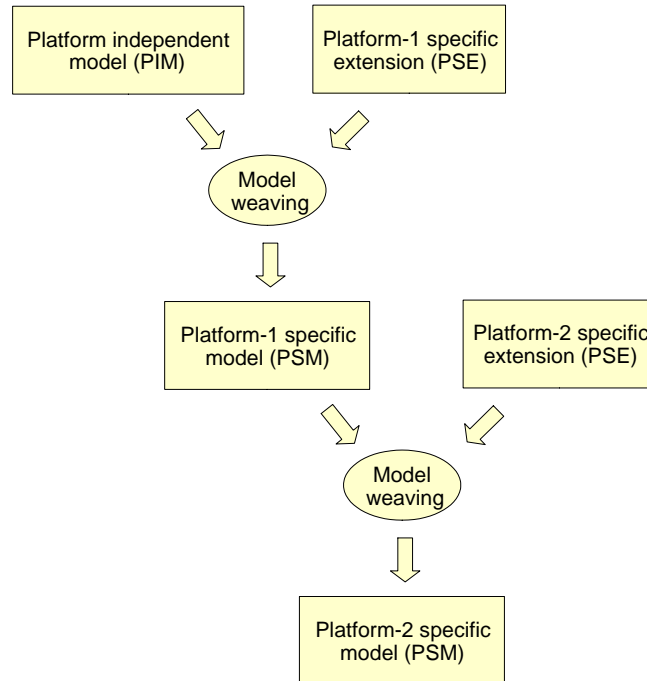 Platform independent
model (PIM)
Platform-1 specific
extension (PSE)
Model
weaving
Platform-1 specific
model (PSM)
Platform-2 specific
extension (PSE)
Model
weaving
Platform-2 specific
model (PSM)